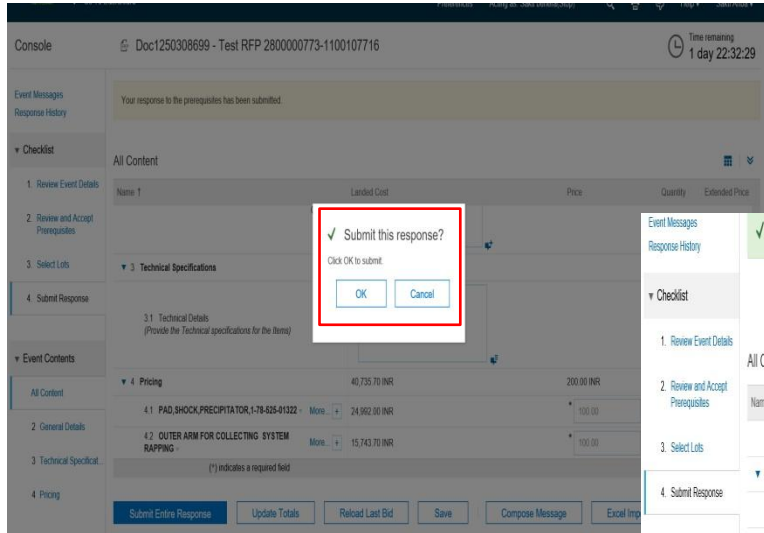 Preferences
Console
Doc1250308699 - Test RFP 2800000773-1100107716
Time remaining
1 day 22:32:29
Event Messages
Response History
Your response to the prerequisites has been submitted.
▾ Checklist
1. Review Event Details
2. Review and Accept
Prerequisites
3. Select Lots
4. Submit Response
▾ Event Contents
All Content
2 General Details
3 Technical Specificat...
4 Pricing
All Content
Name ↑ Landed Cost Price Quantity Extended Price
▼ 3 Technical Specifications
3.1 Technical Details
(Provide the Technical specifications for the Items)
▼ 4 Pricing 40,735.70 INR 200.00 INR
4.1 PAD,SHOCK,PRECIPITATOR,1-78-525-01322 More... + 24,992.00 INR * 100.00
4.2 OUTER ARM FOR COLLECTING SYSTEM
RAPPING More... + 15,743.70 INR * 100.00
(*) indicates a required field
Submit Entire Response Update Totals Reload Last Bid Save Compose Message Excel Imp
✓ Submit this response?
Click OK to submit.
OK Cancel
Event Messages
Response History
✓
▾ Checklist
1. Review Event Details
2. Review and Accept
Prerequisites
3. Select Lots
4. Submit Response
All C
Nam